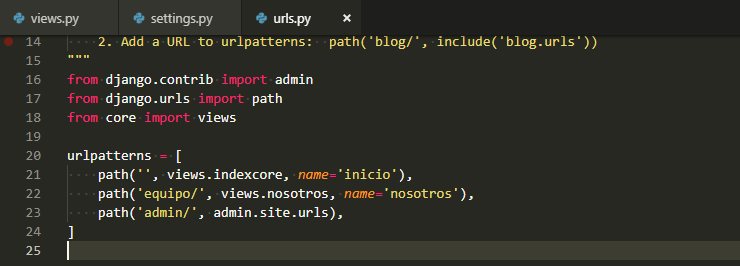 views.py settings.py urls.py ×
14     2. Add a URL to urlpatterns:  path('blog/', include('blog.urls'))
15 """
16 from django.contrib import admin
17 from django.urls import path
18 from core import views
19
20 urlpatterns = [
21     path('', views.indexcore, name='inicio'),
22     path('equipo/', views.nosotros, name='nosotros'),
23     path('admin/', admin.site.urls),
24 ]
25